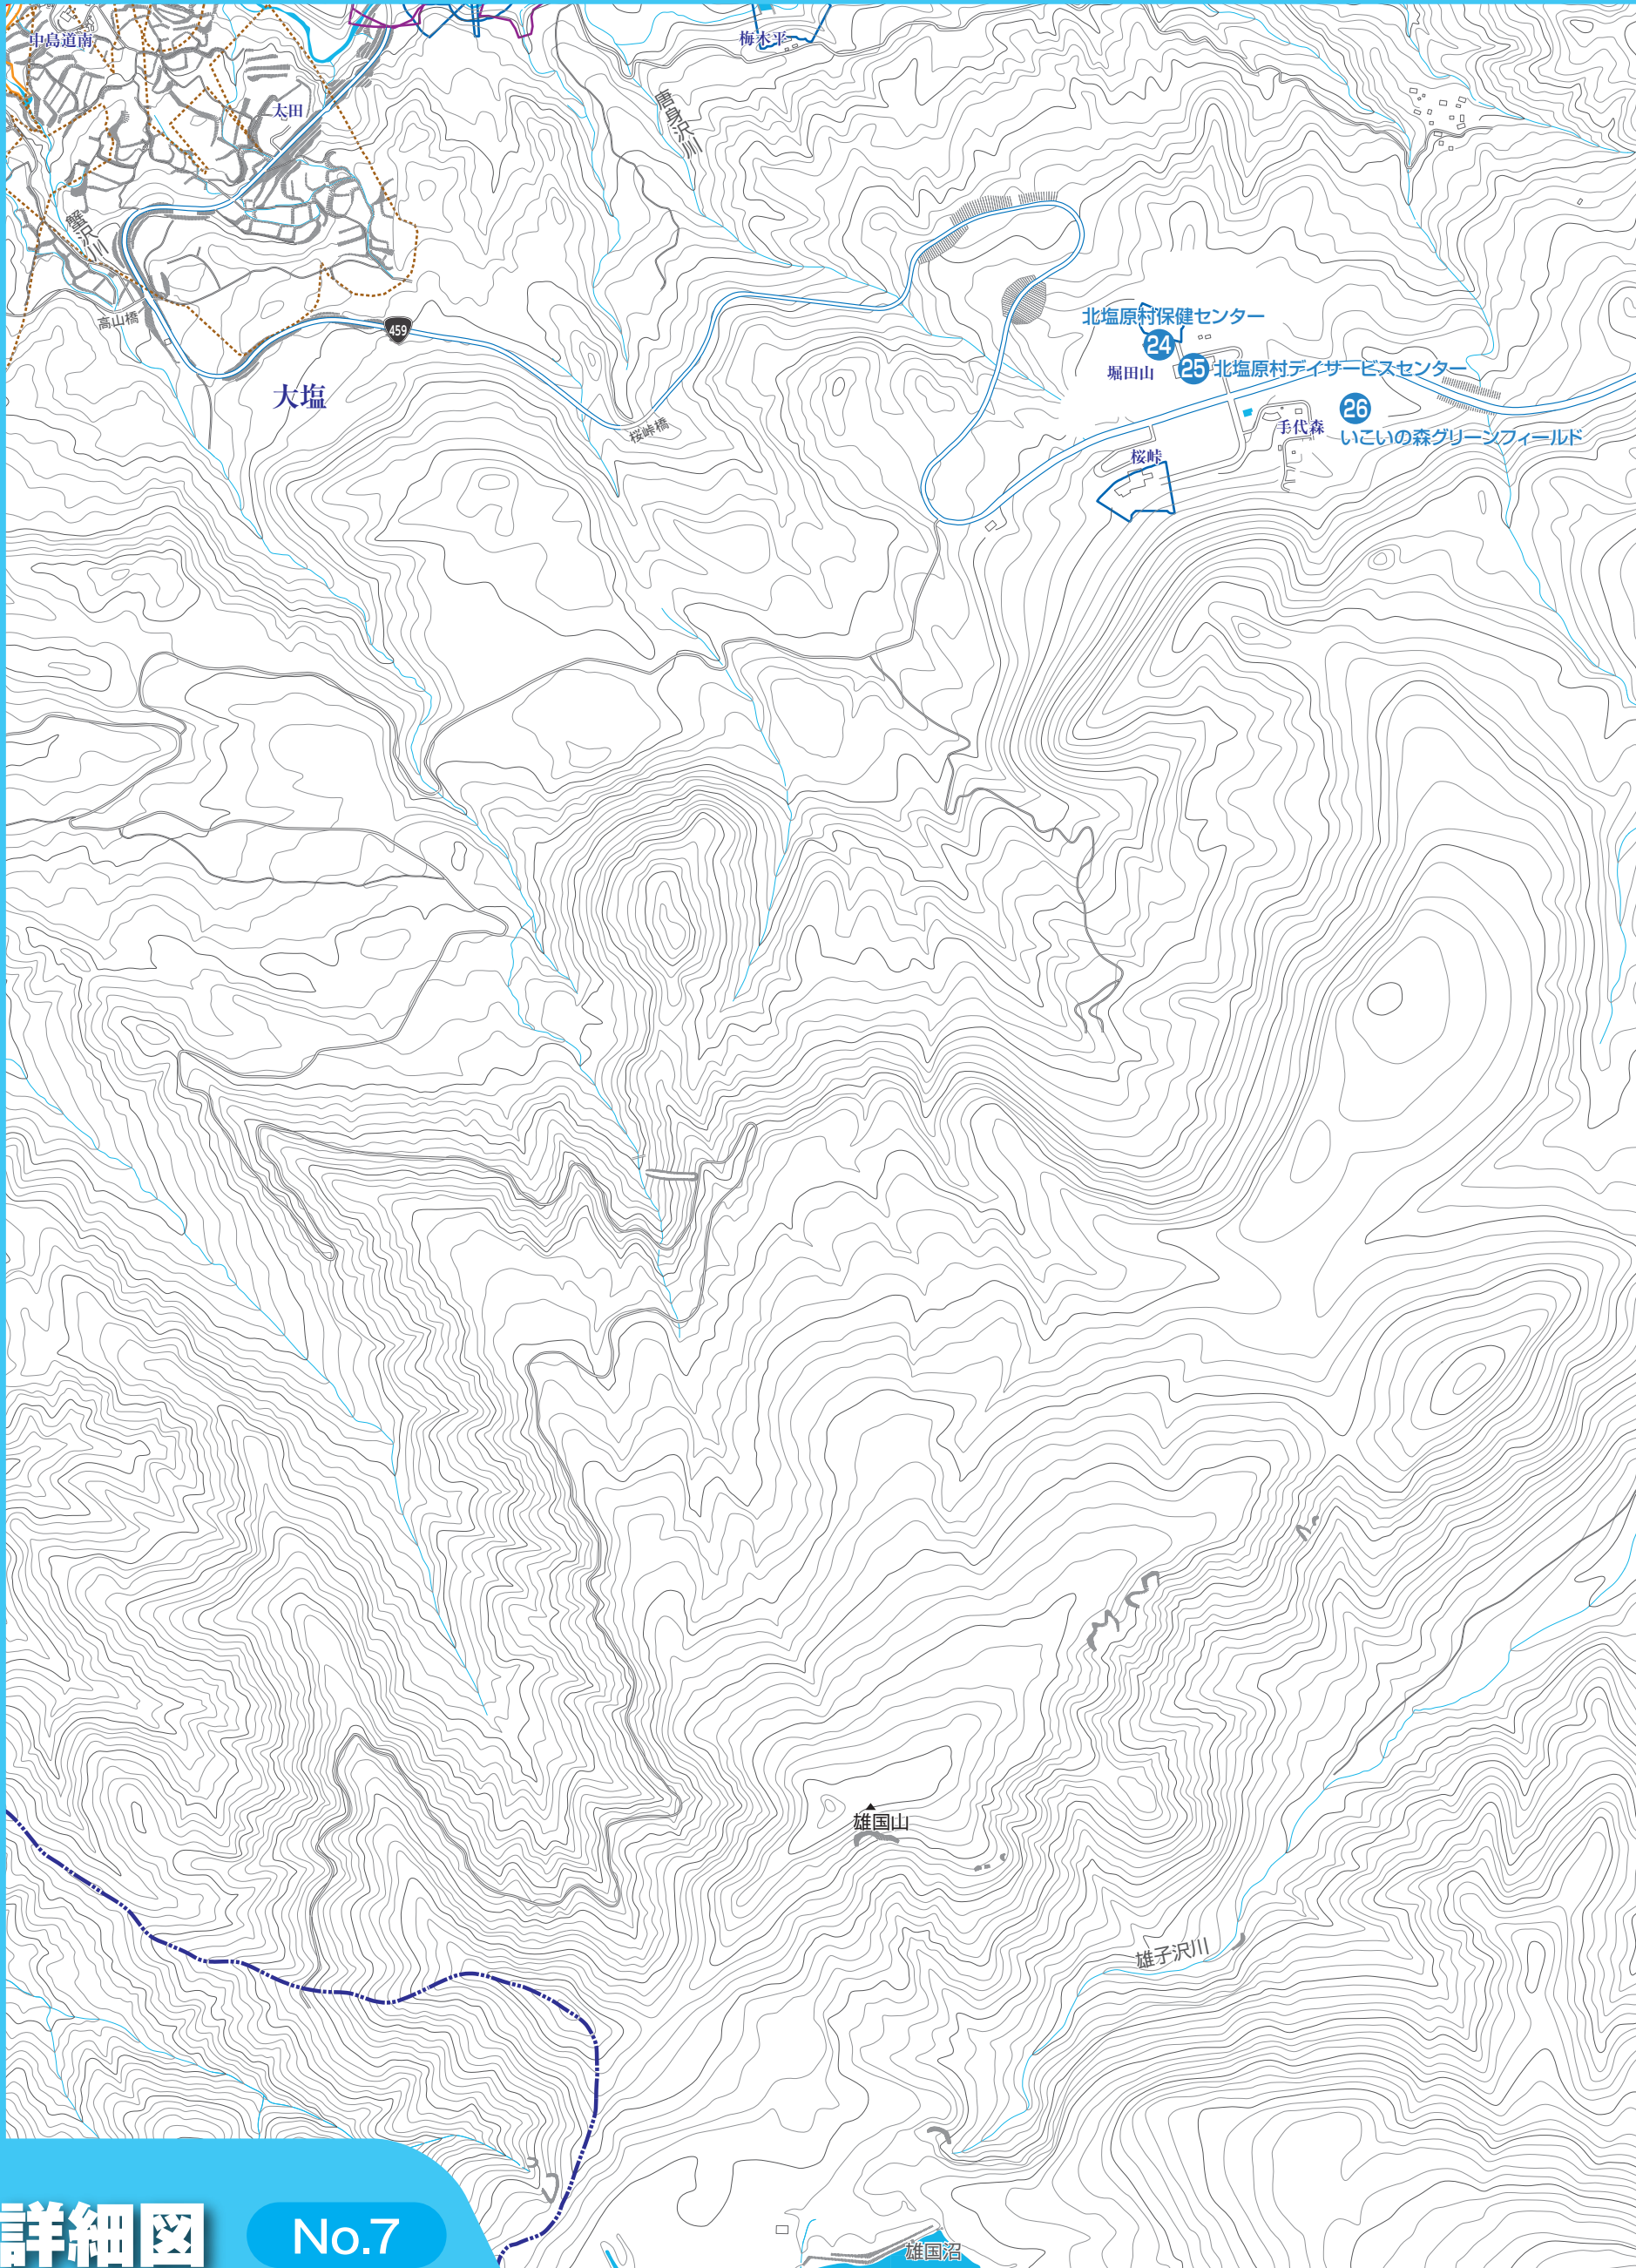 中島道南
梅木平
太田
唐身沢川
蟹沢川
高山橋
459
大塩
桜峠橋
北塩原村保健センター
24
堀田山
25 北塩原村デイサービスセンター
26
手代森
いこいの森グリーンフィールド
桜峠
雄国山
雄子沢川
雄国沼
詳細図 No.7